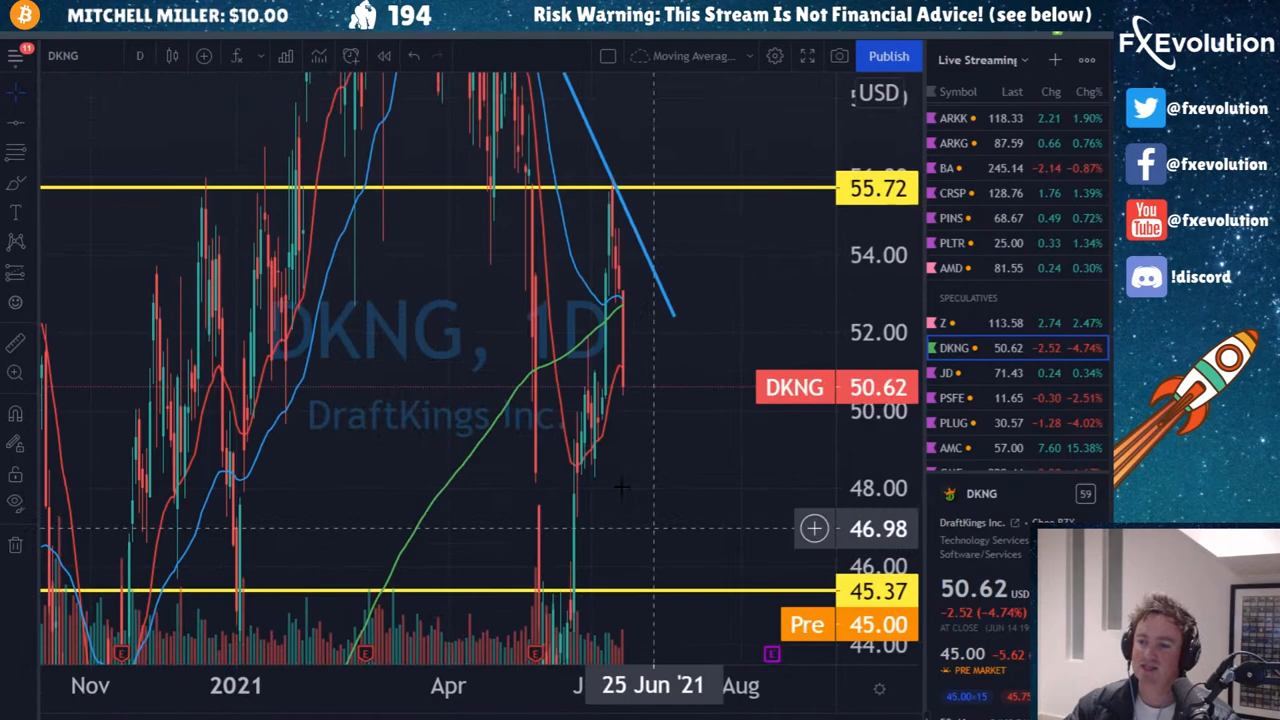 MITCHELL MILLER: $10.00
194
Risk Warning: This Stream Is Not Financial Advice! (see below)
FXEvolution
11
DKNG
D
Moving Averag...
Publish
Live Streaming
USD
Symbol Last Chg Chg%
ARKK 118.33 2.21 1.90%
ARKG 87.59 0.66 0.76%
BA 245.14 -2.14 -0.87%
CRSP 128.76 1.76 1.39%
PINS 68.67 0.49 0.72%
PLTR 25.00 0.33 1.34%
AMD 81.55 0.24 0.30%
SPECULATIVES
Z 113.58 2.74 2.47%
DKNG 50.62 -2.52 -4.74%
JD 71.43 0.24 0.34%
PSFE 11.65 -0.30 -2.51%
PLUG 30.57 -1.28 -4.02%
AMC 57.00 7.60 15.38%
@fxevolution
@fxevolution
@fxevolution
!discord
55.72
54.00
52.00
DKNG 50.62
50.00
48.00
46.98
46.00
45.37
Pre 45.00
44.00
DKNG, 1D
DraftKings Inc.
E
E
E
E
Nov
2021
Apr
25 Jun '21
Aug
DKNG
59
DraftKings Inc.
Technology Services
Software/Services
50.62 USD
-2.52 (-4.74%)
AT CLOSE (JUN 14 19
45.00 -5.62
PRE MARKET
45.00×15
45.75